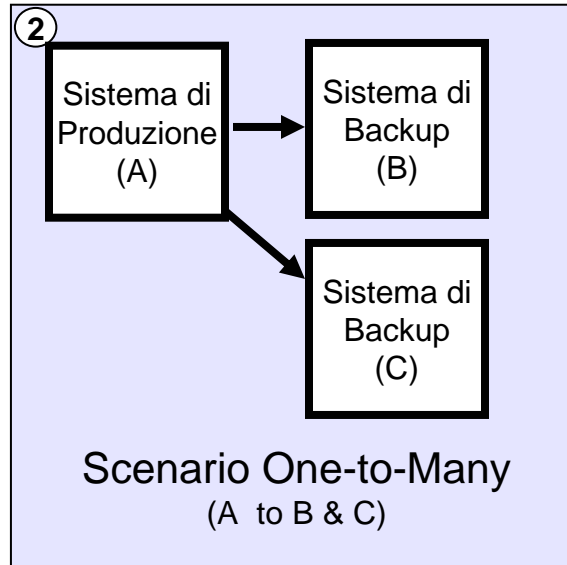 2
Sistema di
Produzione
(A)
Sistema di
Backup
(B)
Sistema di
Backup
(C)
Scenario One-to-Many
(A to B & C)